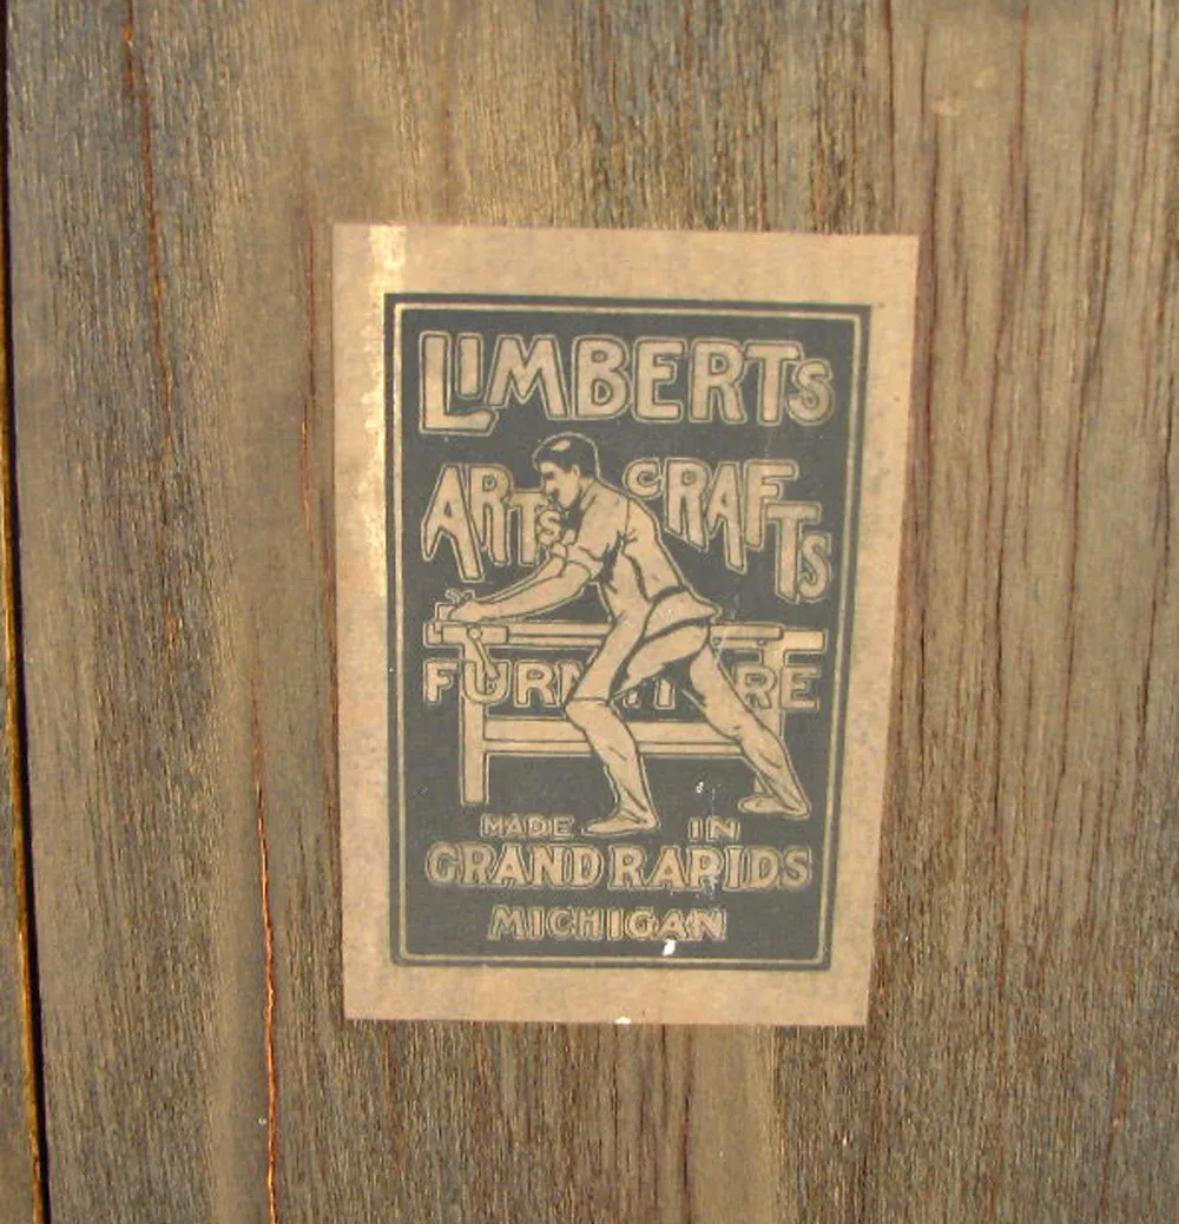 LIMBERTS
ARTS CRAFTS
FURNITURE
MADE IN
GRAND RAPIDS
MICHIGAN